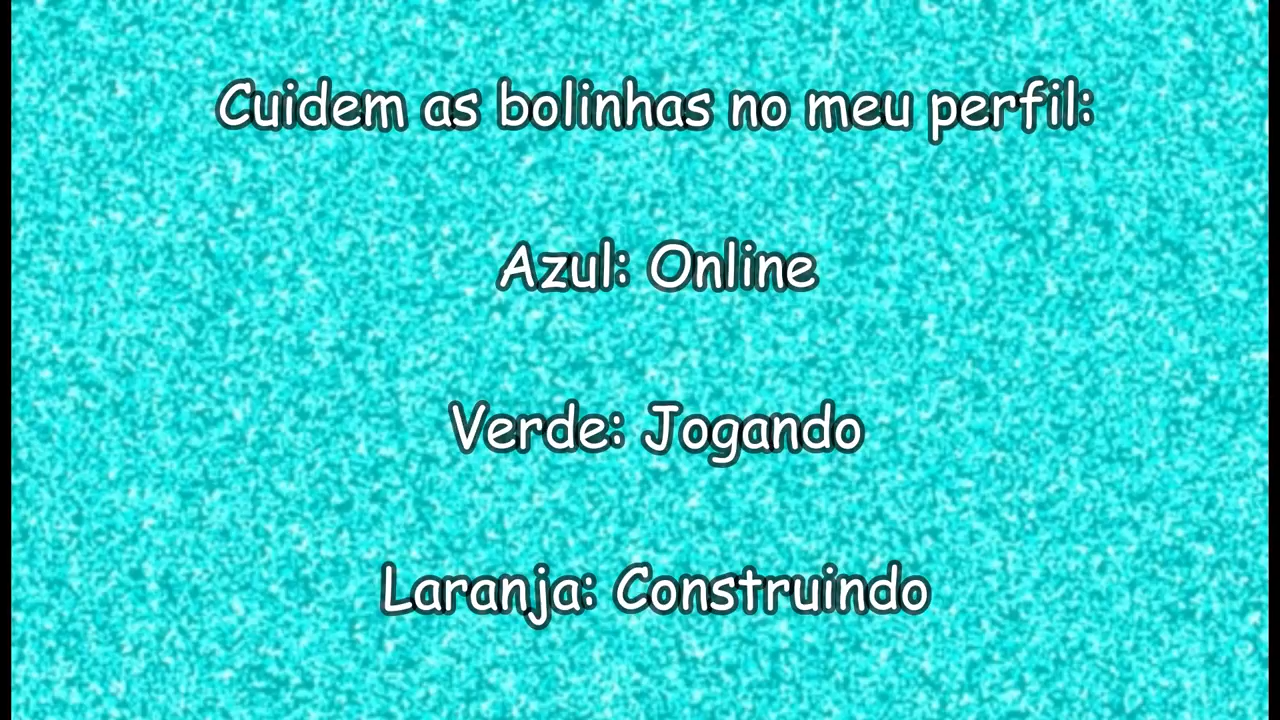 Cuidem as bolinhas no meu perfil:
Azul: Online
Verde: Jogando
Laranja: Construindo